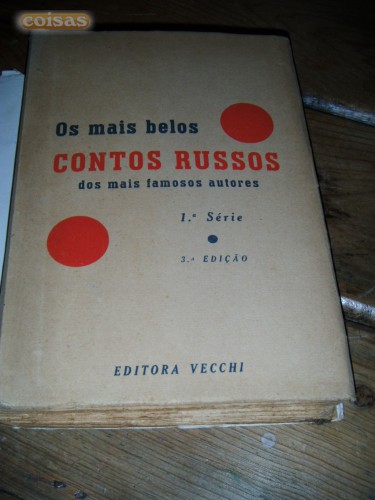 coisas
Os mais belos
CONTOS RUSSOS
dos mais famosos autores
1.ª Série
3.ª EDIÇÃO
EDITORA VECCHI